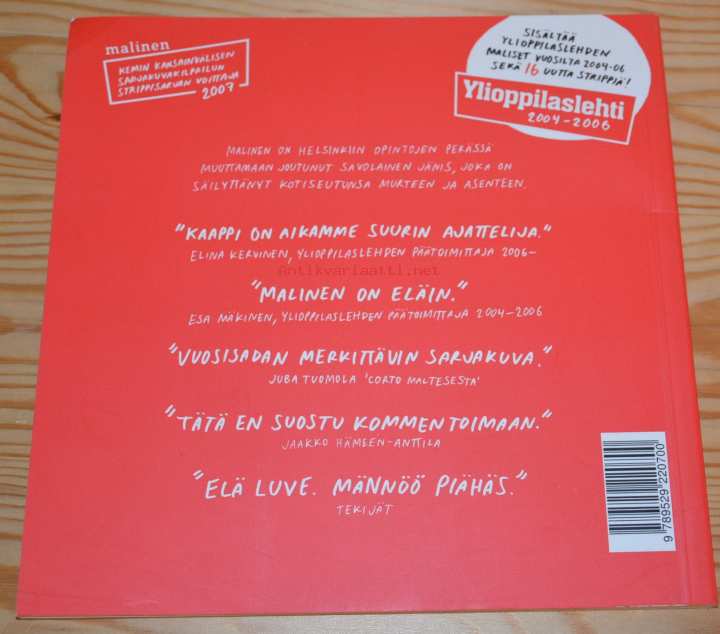 malinen
KEMIN KANSAINVÄLISEN
SARJAKUVAKILPAILUN
STRIPPISARJAN VOITTAJA
2007
SISÄLTÄÄ
YLIOPPILASLEHDEN
MALISET VUOSILTA 2004-06
SEKÄ 16 UUTTA STRIPPIÄ!
Ylioppilaslehti
2004-2006
MALINEN ON HELSINKIIN OPINTOJEN PERÄSSÄ
MUUTTAMAAN JOUTUNUT SAVOLAINEN JÄNIS, JOKA ON
SÄILYTTÄNYT KOTISEUTUNSA MURTEEN JA ASENTEEN.
"KAAPPI ON AIKAMME SUURIN AJATTELIJA."
ELINA KERVINEN, YLIOPPILASLEHDEN PÄÄTOIMITTAJA 2006-
Antikvariaatti.net
"MALINEN ON ELÄIN."
ESA MÄKINEN, YLIOPPILASLEHDEN PÄÄTOIMITTAJA 2004-2006
"VUOSISADAN MERKITTÄVIN SARJAKUVA."
JUBA TUOMOLA 'CORTO MALTESESTA'
"TÄTÄ EN SUOSTU KOMMENTOIMAAN."
JAAKKO HÄMEEN-ANTTILA
"ELÄ LUVE. MÄNNÖÖ PIÄHÄS."
TEKIJÄT
9 789529 220700